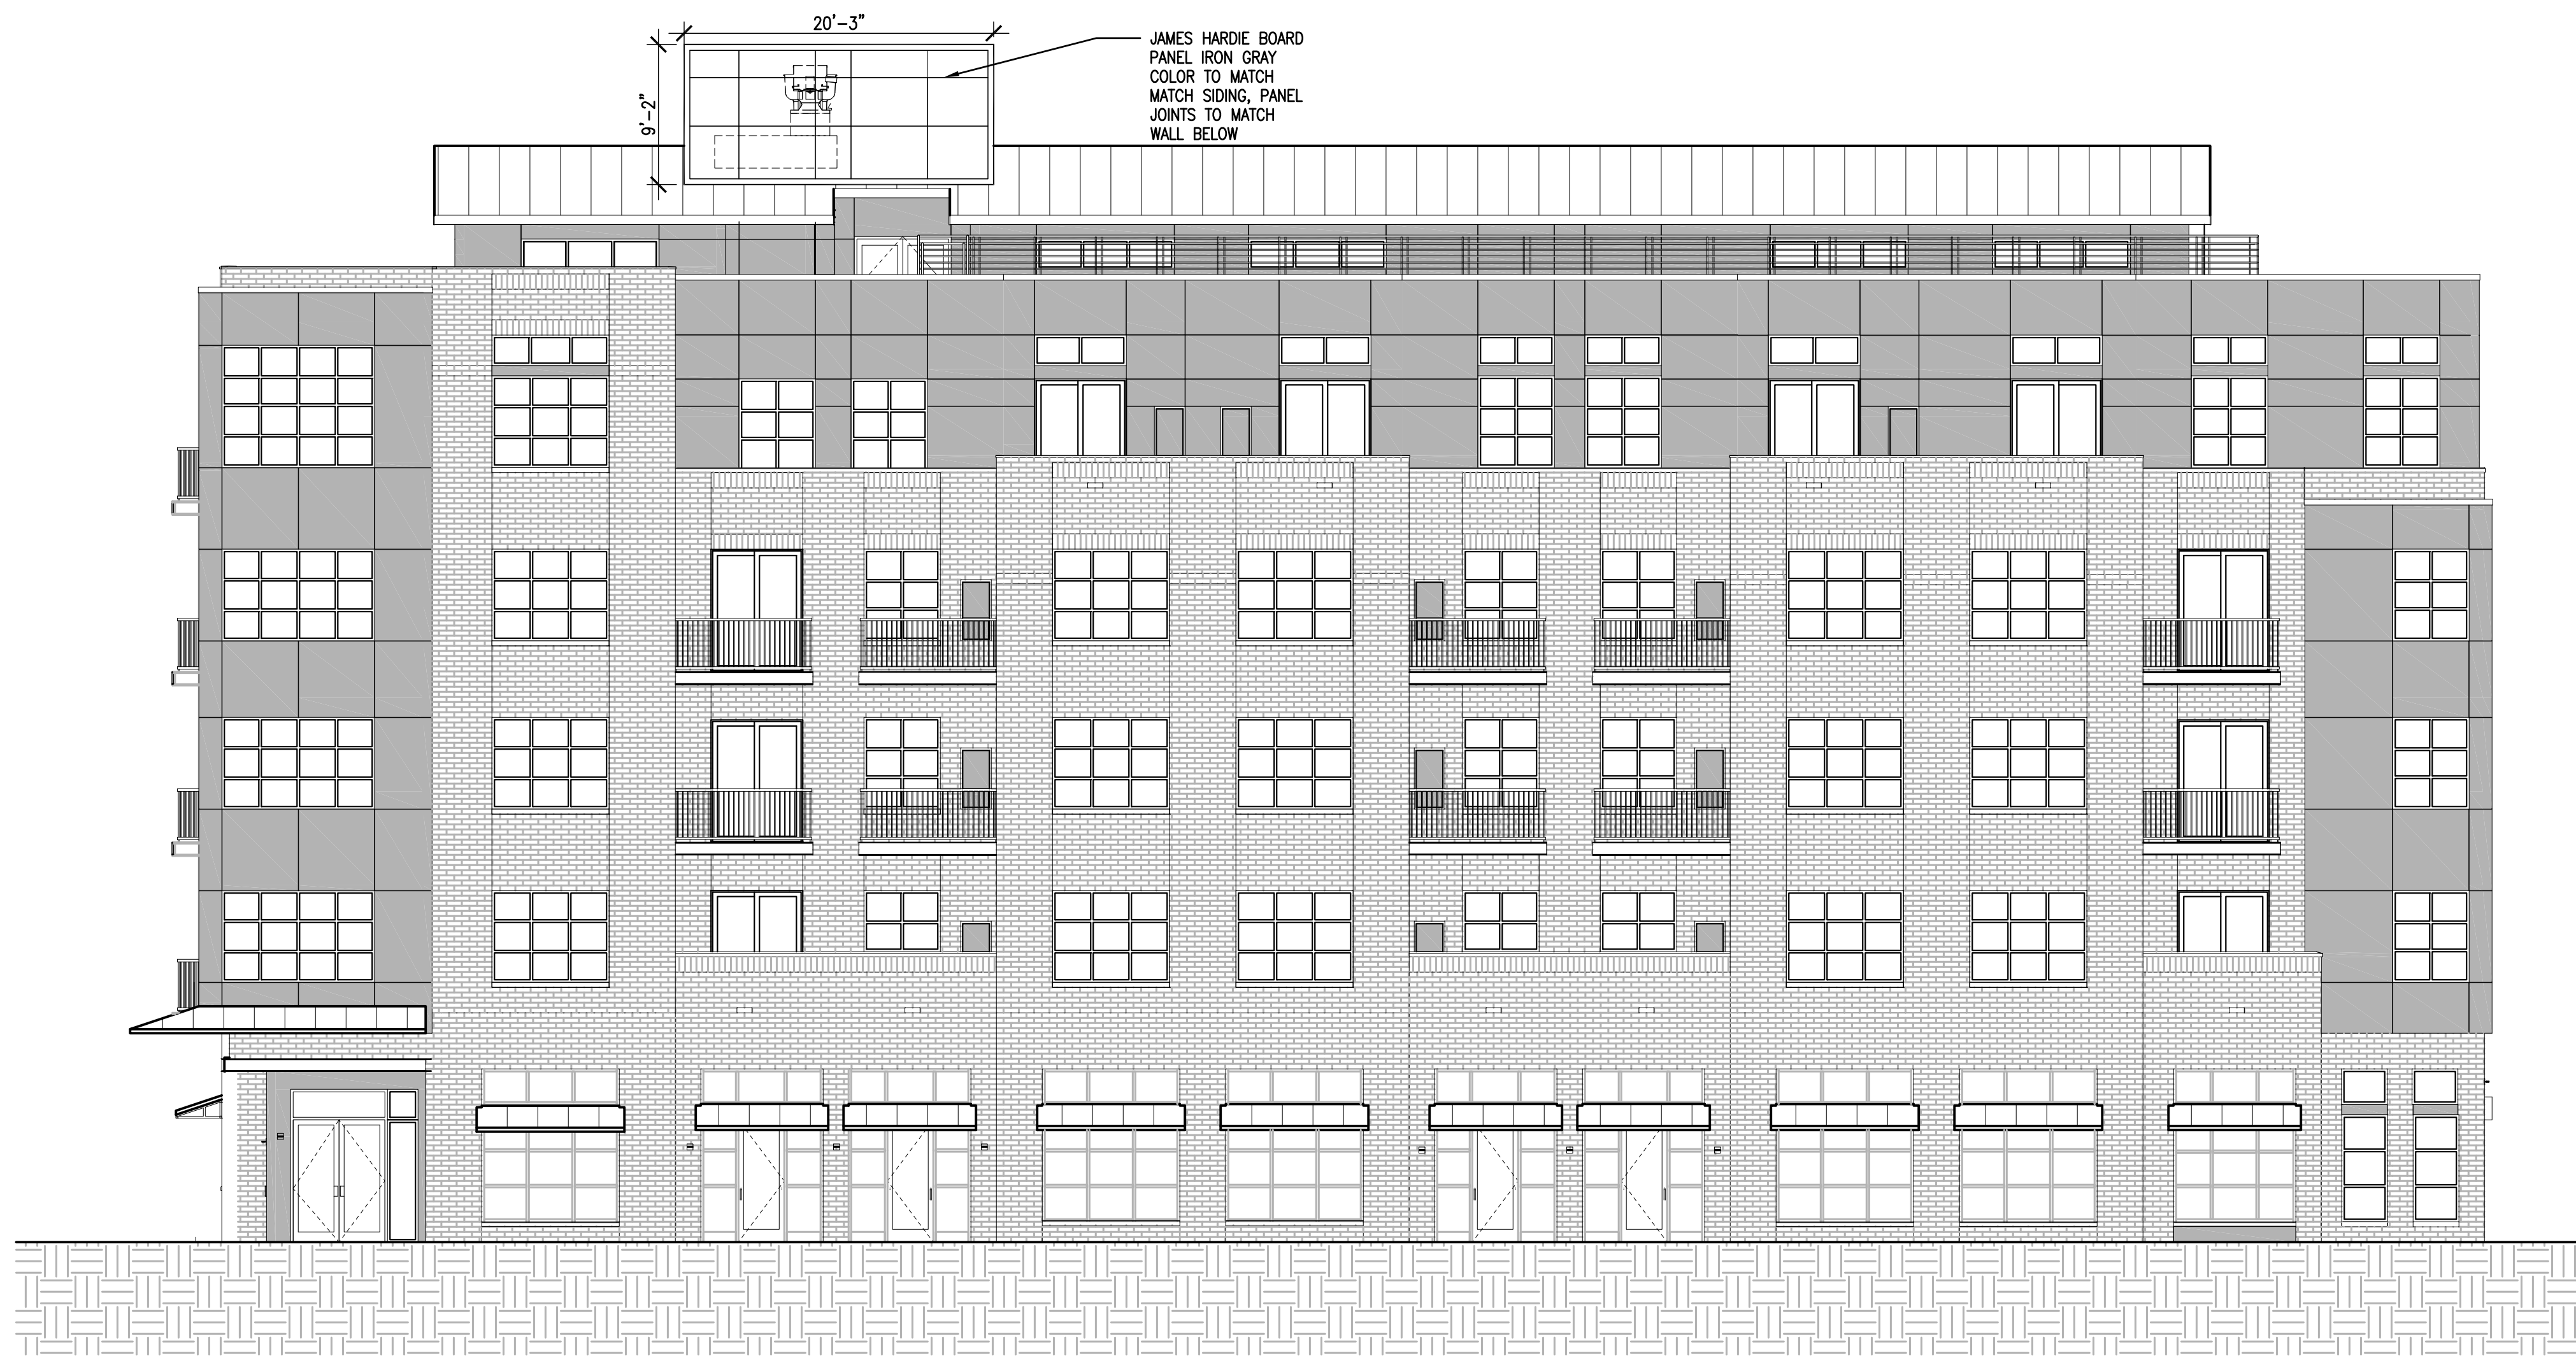 20'-3"
9'-2"
JAMES HARDIE BOARD
PANEL IRON GRAY
COLOR TO MATCH
MATCH SIDING, PANEL
JOINTS TO MATCH
WALL BELOW